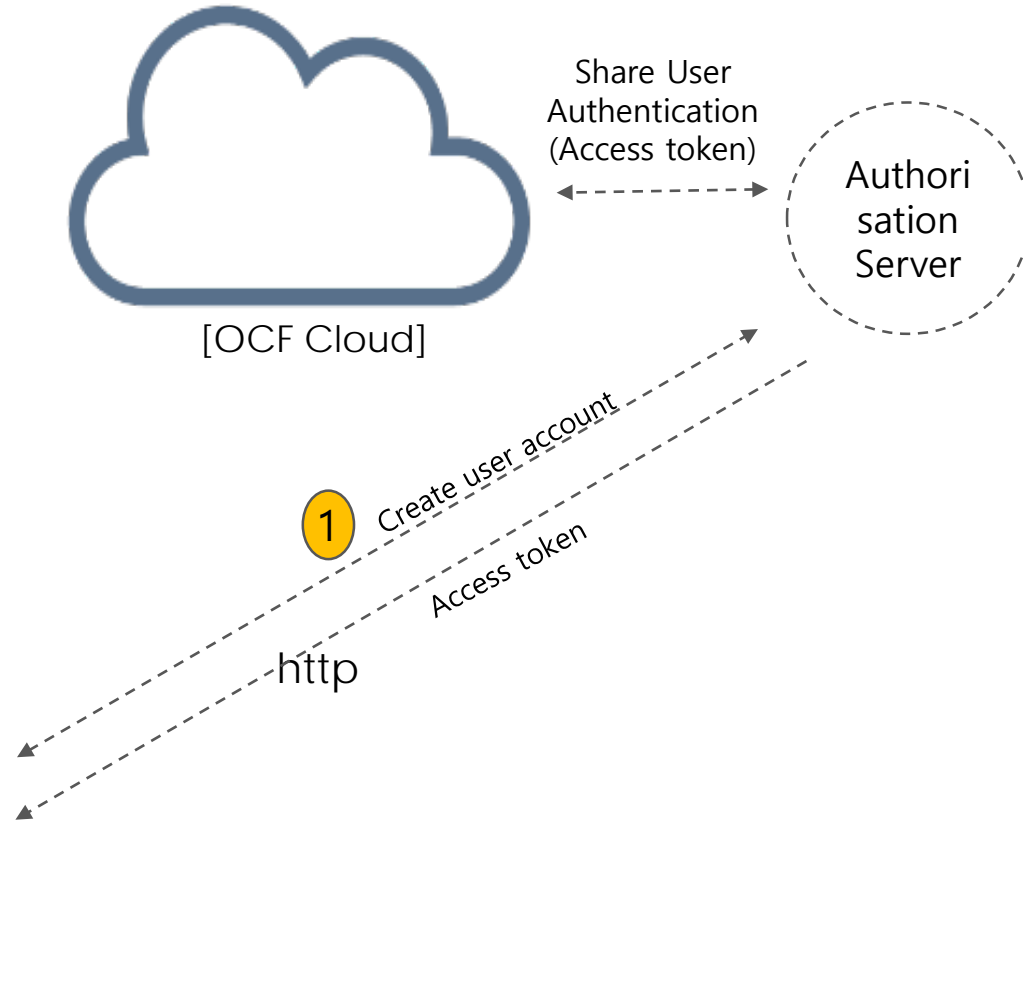 Share User
Authentication
(Access token)
Authori
sation
Server
[OCF Cloud]
Create user account
1
Access token
http